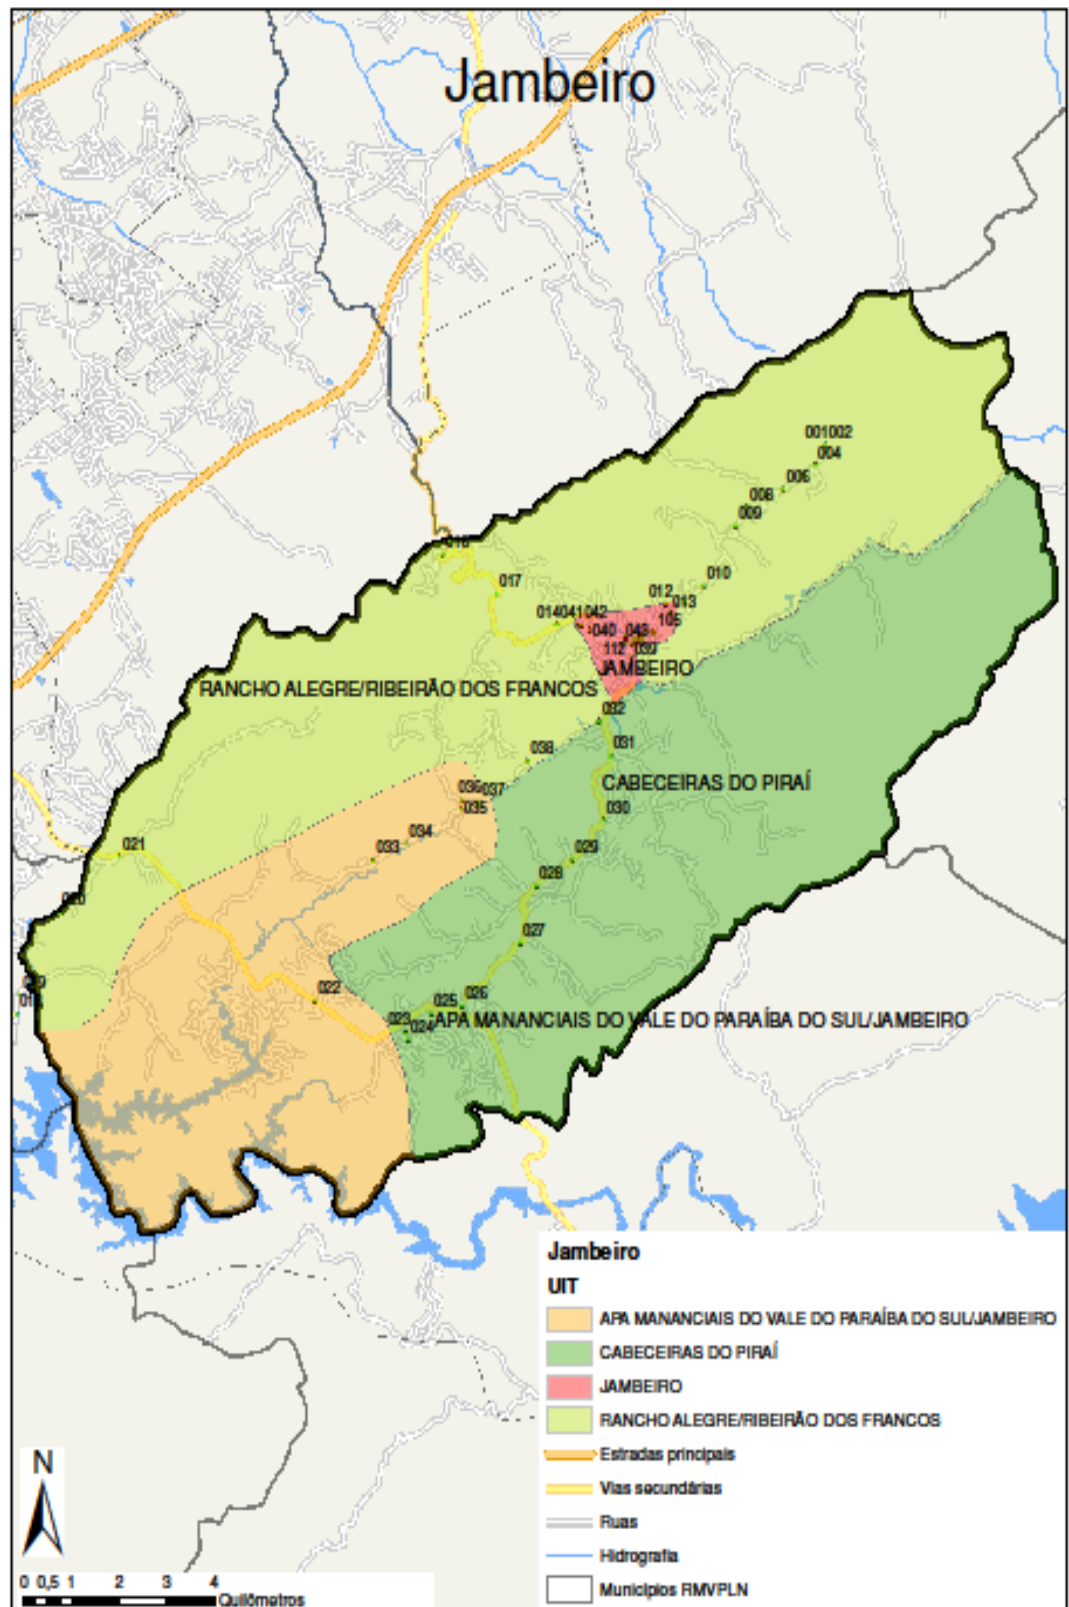 Jambeiro
001002
004
006
008
009
010
016
017
012
013
014041042
105
040
043
112
039
JAMBEIRO
RANCHO ALEGRE/RIBEIRÃO DOS FRANCOS
032
031
038
CABECEIRAS DO PIRAÍ
036
037
035
030
034
021
033
029
028
027
022
025
026
023
024
APA MANANCIAIS DO VALE DO PARAÍBA DO SUL/JAMBEIRO
Jambeiro
UIT
APA MANANCIAIS DO VALE DO PARAÍBA DO SUL/JAMBEIRO
CABECEIRAS DO PIRAÍ
JAMBEIRO
RANCHO ALEGRE/RIBEIRÃO DOS FRANCOS
Estradas principais
Vias secundárias
Ruas
Hidrografia
Municípios RMVPLN
N
0 0,5 1 2 3 4
Quilômetros